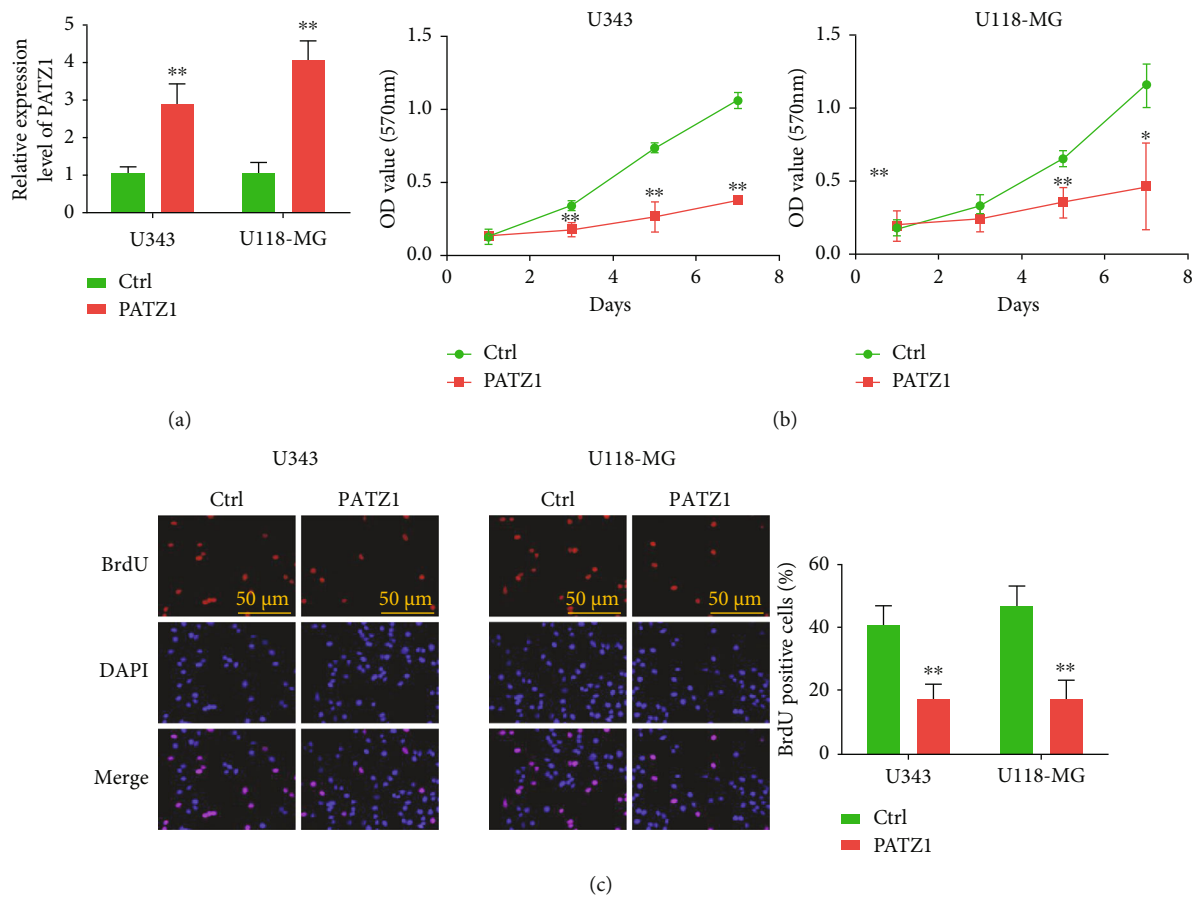 Relative expression
level of PATZ1
5
4
3
2
1
0
**
**
U343
U118-MG
Ctrl
PATZ1
(a)
U343
OD value (570nm)
1.5
1.0
0.5
0.0
**
**
**
0
2
4
6
8
Days
Ctrl
PATZ1
U118-MG
OD value (570nm)
1.5
1.0
0.5
0.0
**
**
*
0
2
4
6
8
Days
Ctrl
PATZ1
(b)
U343
U118-MG
Ctrl
PATZ1
Ctrl
PATZ1
BrdU
50 μm
50 μm
50 μm
50 μm
DAPI
Merge
BrdU positive cells (%)
60
40
20
0
**
**
U343
U118-MG
Ctrl
PATZ1
(c)